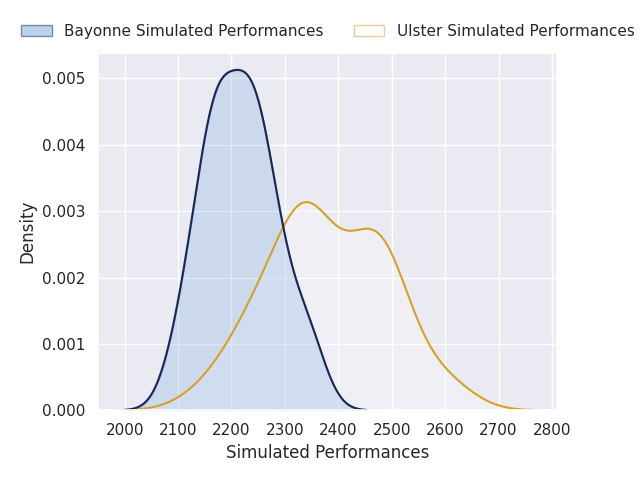 Bayonne Simulated Performances Ulster Simulated Performances
0.005
0.004
0.003
0.002
0.001
0.000
Density
2000 2100 2200 2300 2400 2500 2600 2700 2800
Simulated Performances